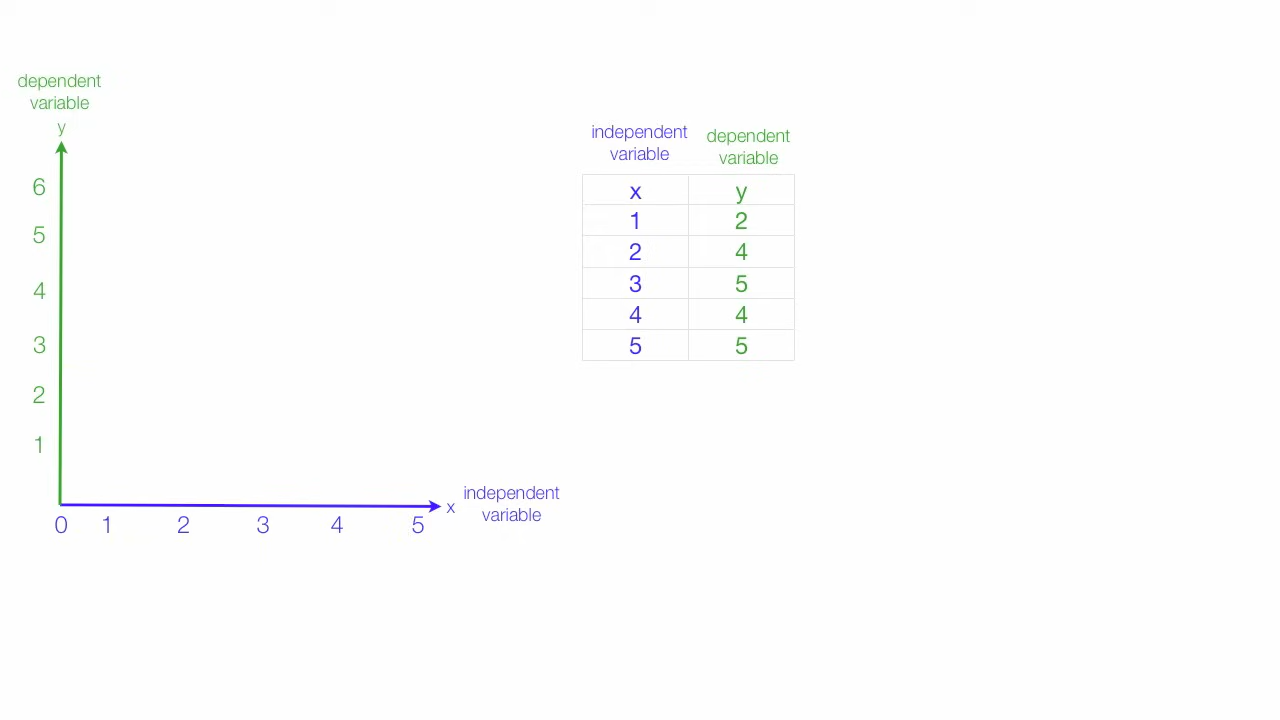 dependent
variable
y
6
5
4
3
2
1
0 1 2 3 4 5
x
independent
variable
independent
variable
dependent
variable
x y
1 2
2 4
3 5
4 4
5 5